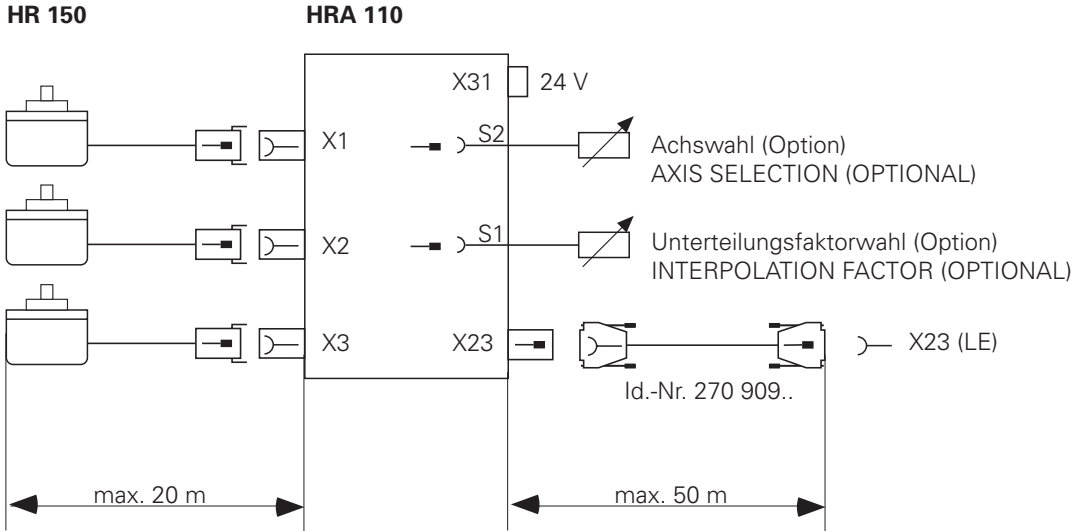 HR 150
HRA 110
X31
24 V
X1
S2
Achswahl (Option)
AXIS SELECTION (OPTIONAL)
X2
S1
Unterteilungsfaktorwahl (Option)
INTERPOLATION FACTOR (OPTIONAL)
X3
X23
X23 (LE)
Id.-Nr. 270 909..
max. 20 m
max. 50 m